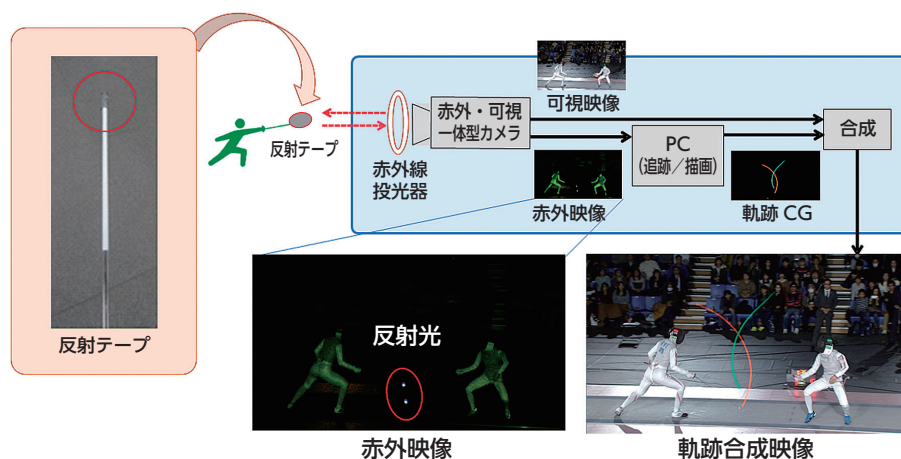 反射テープ
反射テープ
赤外線
投光器
赤外・可視
一体型カメラ
可視映像
赤外映像
PC
(追跡/描画)
軌跡 CG
合成
反射光
赤外映像
軌跡合成映像